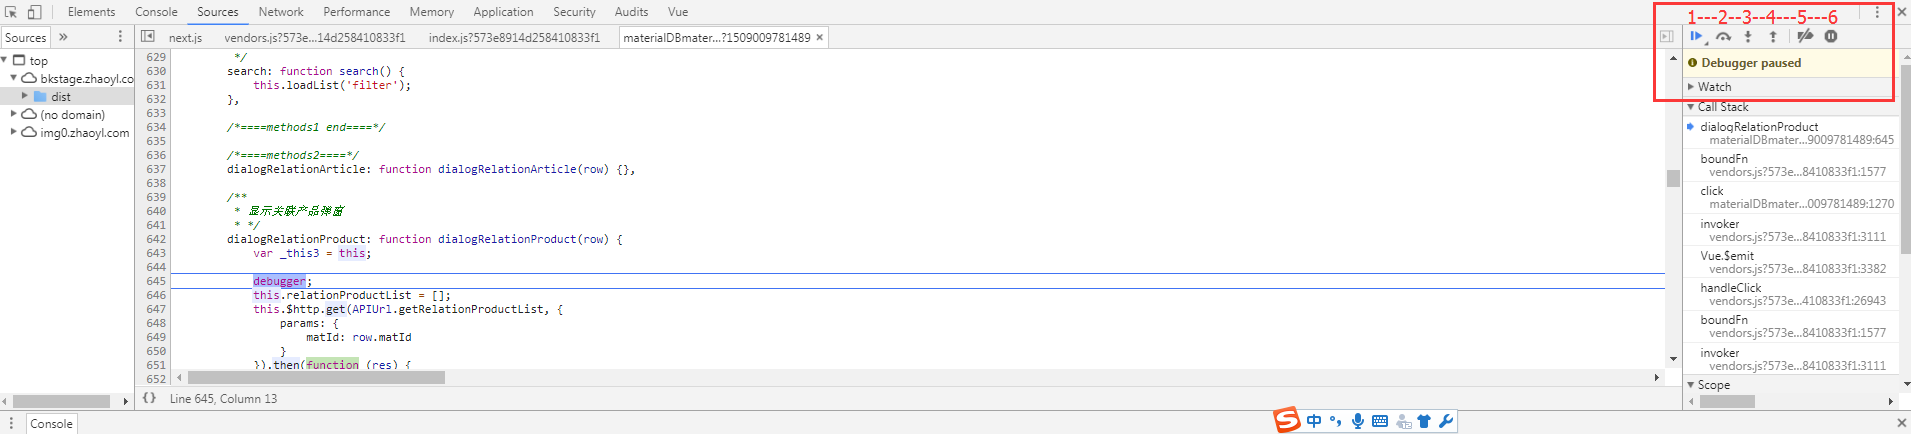 Elements Console Sources Network Performance Memory Application Security Audits Vue
1---2--3--4---5---6
Sources » next.js vendors.js?573e...14d258410833f1 index.js?573e8914d258410833f1 materialDBmater...?1509009781489 ×
top
bkstage.zhaoyl.co
dist
(no domain)
img0.zhaoyl.com
629 */
630 search: function search() {
631 this.loadList('filter');
632 },
633
634 /*====methods1 end====*/
635
636 /*====methods2====*/
637 dialogRelationArticle: function dialogRelationArticle(row) {},
638
639 /**
640 * 显示关联产品弹窗
641 * */
642 dialogRelationProduct: function dialogRelationProduct(row) {
643 var _this3 = this;
644
645 debugger;
646 this.relationProductList = [];
647 this.$http.get(APIUrl.getRelationProductList, {
648 params: {
649 matId: row.matId
650 }
651 }).then(function (res) {
652
{} Line 645, Column 13
Debugger paused
Watch
Call Stack
dialogRelationProduct
materialDBmater...9009781489:645
boundFn
vendors.js?573e...8410833f1:1577
click
materialDBmater...009781489:1270
invoker
vendors.js?573e...8410833f1:3111
Vue.$emit
vendors.js?573e...8410833f1:3382
handleClick
vendors.js?573e...410833f1:26943
boundFn
vendors.js?573e...8410833f1:1577
invoker
vendors.js?573e...8410833f1:3111
Scope
Console
S 中 °,